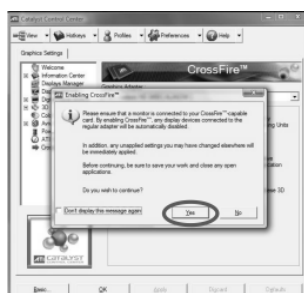 Catalyst Control Center
View Hotkeys Profiles Preferences Help
Graphics Settings
Welcome
Information Center
Displays Manager
CrossFire™
Graphics Adapter
Enabling CrossFire™
Please ensure that a monitor is connected to your CrossFire™-capable
card. By enabling CrossFire™, any display devices connected to the
regular adapter will be automatically disabled.
In addition, any unapplied settings you may have changed elsewhere will
be immediately applied.
Before continuing, be sure to save your work and close any open
applications.
Do you wish to continue?
Don't display this message again
Yes No
CATALYST
Basic... OK Apply Discard Defaults